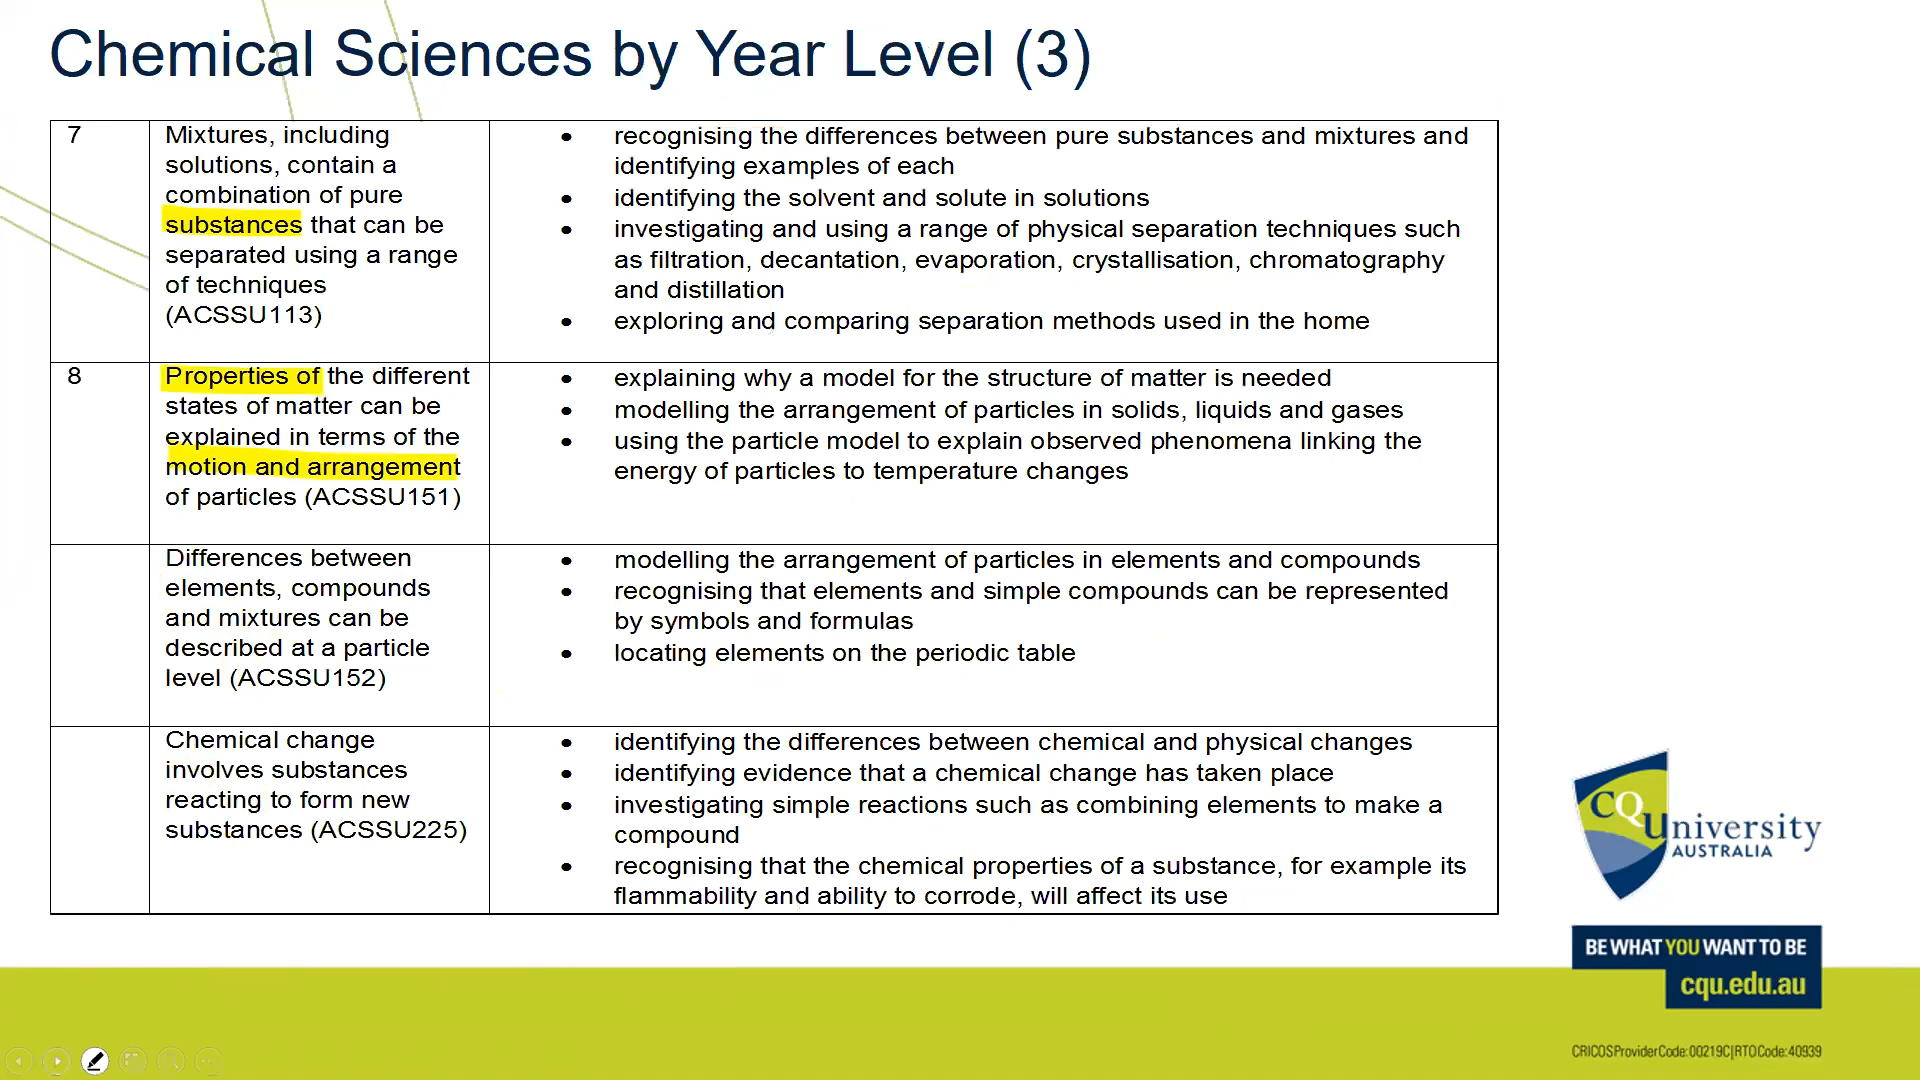 Chemical Sciences by Year Level (3)
7
Mixtures, including
solutions, contain a
combination of pure
substances that can be
separated using a range
of techniques
(ACSSU113)
• recognising the differences between pure substances and mixtures and
identifying examples of each
• identifying the solvent and solute in solutions
• investigating and using a range of physical separation techniques such
as filtration, decantation, evaporation, crystallisation, chromatography
and distillation
• exploring and comparing separation methods used in the home
8
Properties of the different
states of matter can be
explained in terms of the
motion and arrangement
of particles (ACSSU151)
• explaining why a model for the structure of matter is needed
• modelling the arrangement of particles in solids, liquids and gases
• using the particle model to explain observed phenomena linking the
energy of particles to temperature changes
Differences between
elements, compounds
and mixtures can be
described at a particle
level (ACSSU152)
• modelling the arrangement of particles in elements and compounds
• recognising that elements and simple compounds can be represented
by symbols and formulas
• locating elements on the periodic table
Chemical change
involves substances
reacting to form new
substances (ACSSU225)
• identifying the differences between chemical and physical changes
• identifying evidence that a chemical change has taken place
• investigating simple reactions such as combining elements to make a
compound
• recognising that the chemical properties of a substance, for example its
flammability and ability to corrode, will affect its use
CQUniversity
AUSTRALIA
BE WHAT YOU WANT TO BE
cqu.edu.au
CRICOS Provider Code: 00219C | RTO Code: 40939